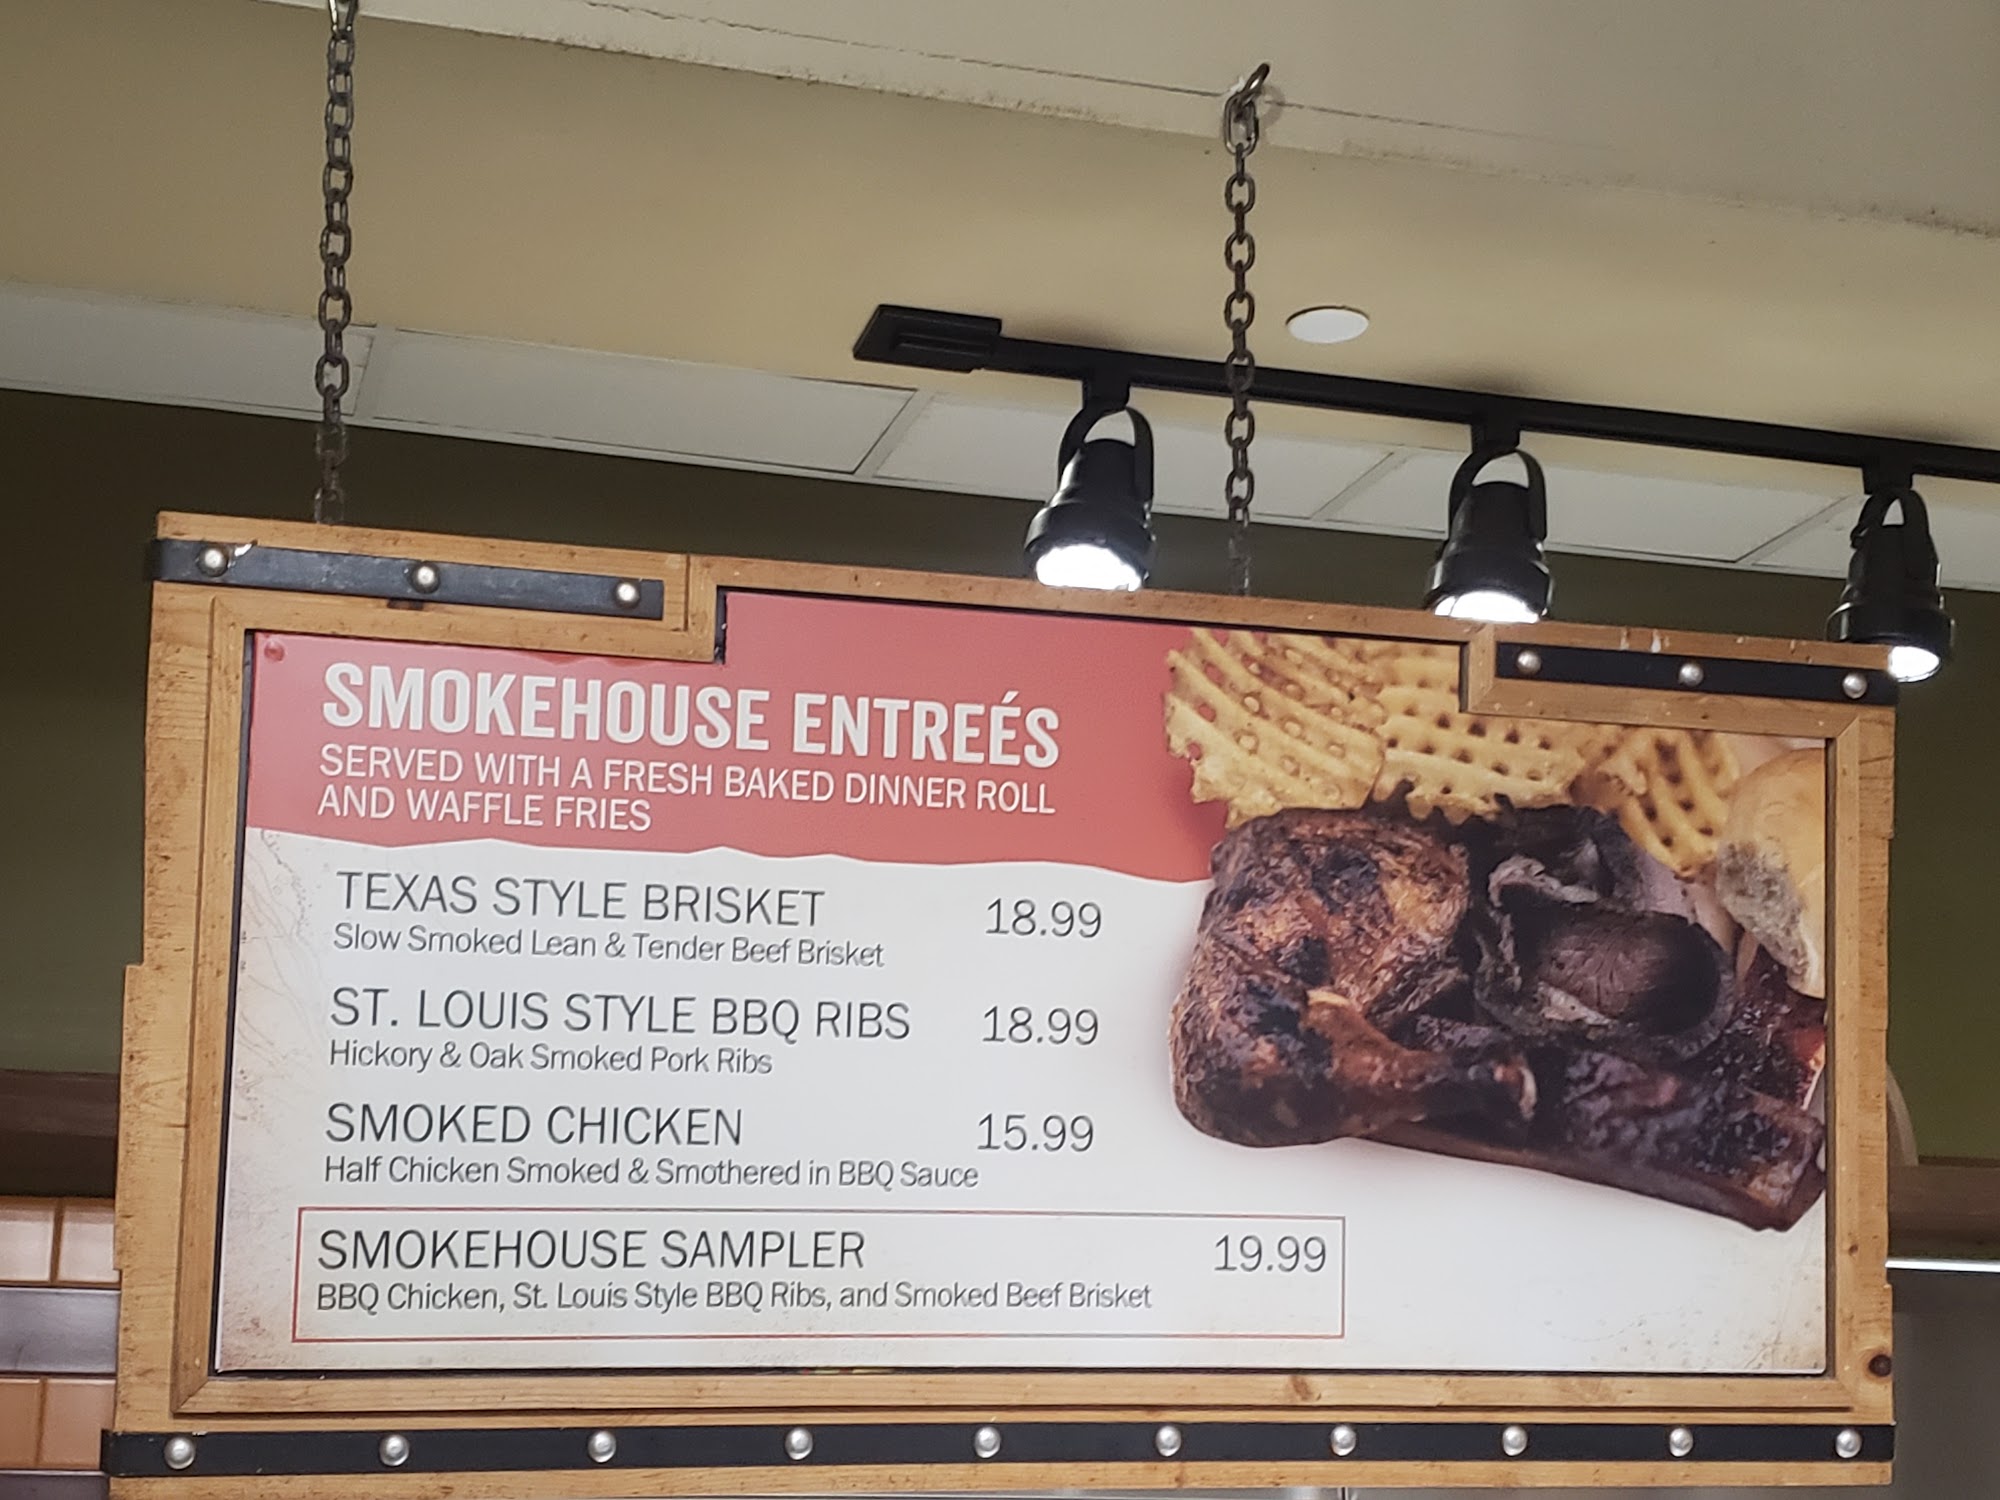 SMOKEHOUSE ENTREÉS
SERVED WITH A FRESH BAKED DINNER ROLL
AND WAFFLE FRIES
TEXAS STYLE BRISKET 18.99
Slow Smoked Lean & Tender Beef Brisket
ST. LOUIS STYLE BBQ RIBS 18.99
Hickory & Oak Smoked Pork Ribs
SMOKED CHICKEN 15.99
Half Chicken Smoked & Smothered in BBQ Sauce
SMOKEHOUSE SAMPLER 19.99
BBQ Chicken, St. Louis Style BBQ Ribs, and Smoked Beef Brisket